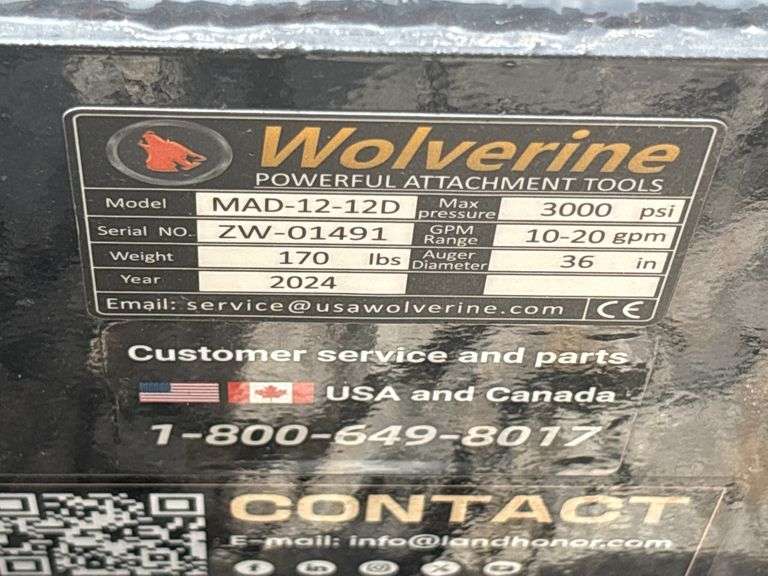 Wolverine
POWERFUL ATTACHMENT TOOLS
Model MAD-12-12D Max pressure 3000 psi
Serial NO. ZW-01491 GPM Range 10-20 gpm
Weight 170 lbs Auger Diameter 36 in
Year 2024
Email: service@usawolverine.com CE
Customer service and parts
USA and Canada
1-800-649-8017
CONTACT
E-mail: info@landhonor.com